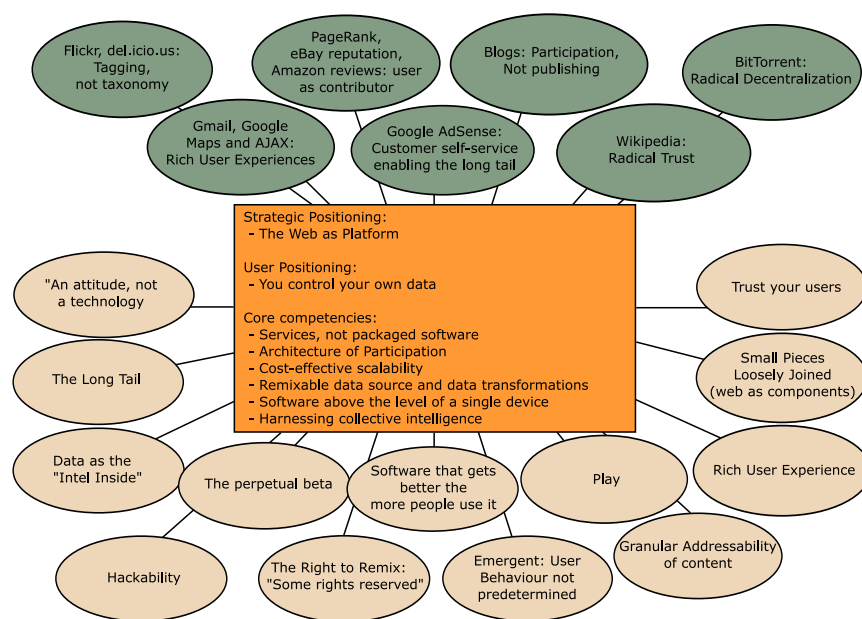 Flickr, del.icio.us:
Tagging,
not taxonomy
PageRank,
eBay reputation,
Amazon reviews: user
as contributor
Blogs: Participation,
Not publishing
BitTorrent:
Radical Decentralization
Gmail, Google
Maps and AJAX:
Rich User Experiences
Google AdSense:
Customer self-service
enabling the long tail
Wikipedia:
Radical Trust
Strategic Positioning:
- The Web as Platform
User Positioning:
- You control your own data
Core competencies:
- Services, not packaged software
- Architecture of Participation
- Cost-effective scalability
- Remixable data source and data transformations
- Software above the level of a single device
- Harnessing collective intelligence
"An attitude, not
a technology
The Long Tail
Data as the
"Intel Inside"
Hackability
The perpetual beta
The Right to Remix:
"Some rights reserved"
Software that gets
better the
more people use it
Emergent: User
Behaviour not
predetermined
Play
Granular Addressability
of content
Rich User Experience
Small Pieces
Loosely Joined
(web as components)
Trust your users